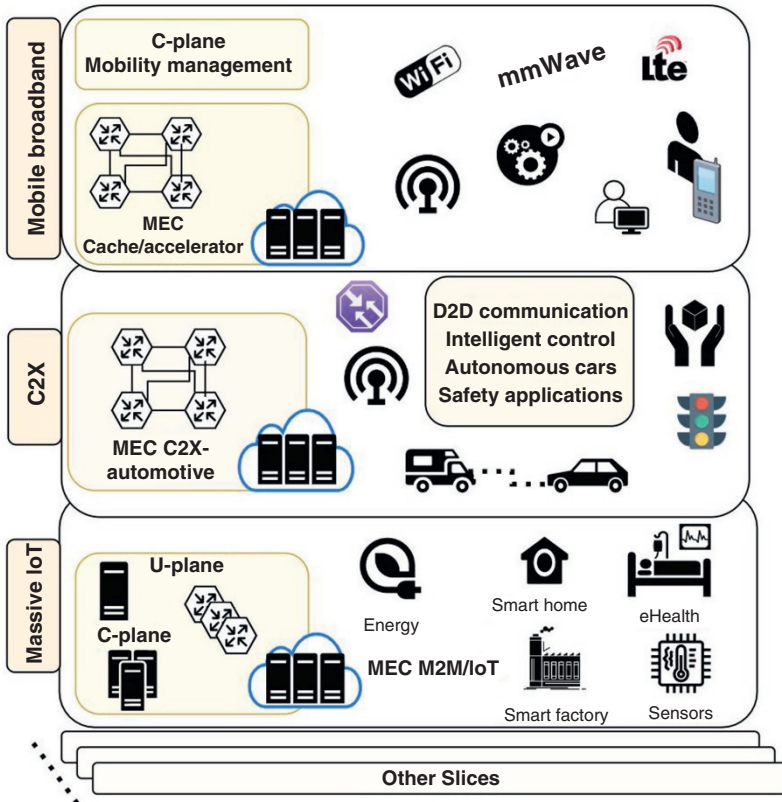 Mobile broadband
C-plane
Mobility management
MEC
Cache/accelerator
WiFi
mmWave
Lte
C2X
MEC C2X-
automotive
D2D communication
Intelligent control
Autonomous cars
Safety applications
Massive IoT
U-plane
C-plane
MEC M2M/IoT
Energy
Smart home
eHealth
Smart factory
Sensors
Other Slices